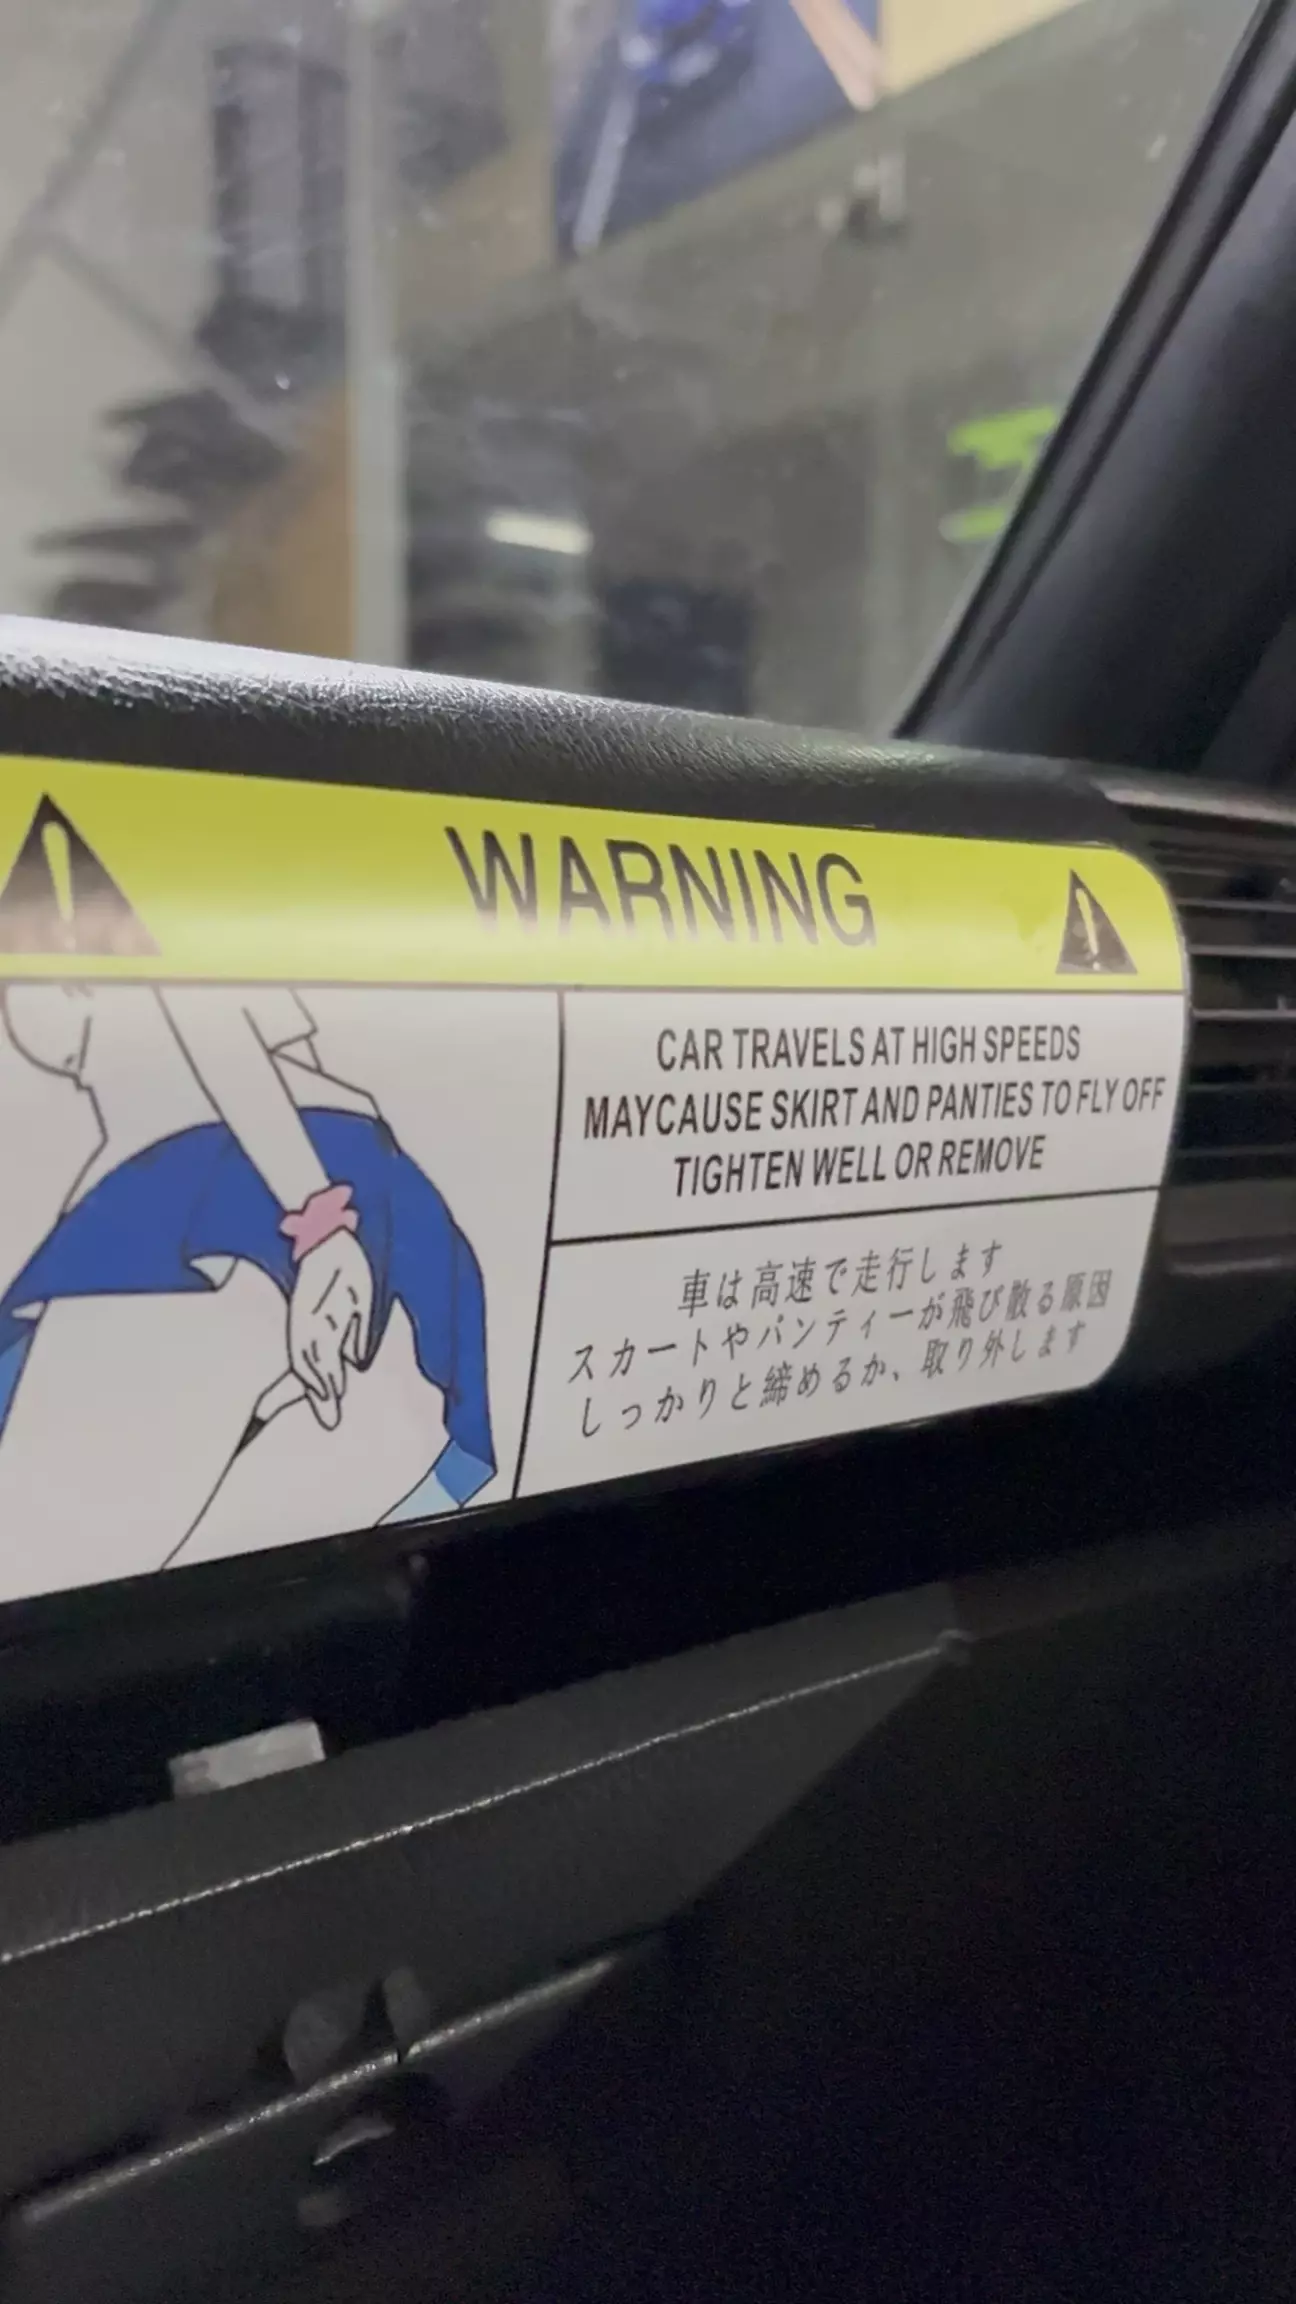 WARNING
CAR TRAVELS AT HIGH SPEEDS
MAYCAUSE SKIRT AND PANTIES TO FLY OFF
TIGHTEN WELL OR REMOVE
車は高速で走行します
スカートやパンティーが飛び散る原因
しっかりと締めるか、取り外します